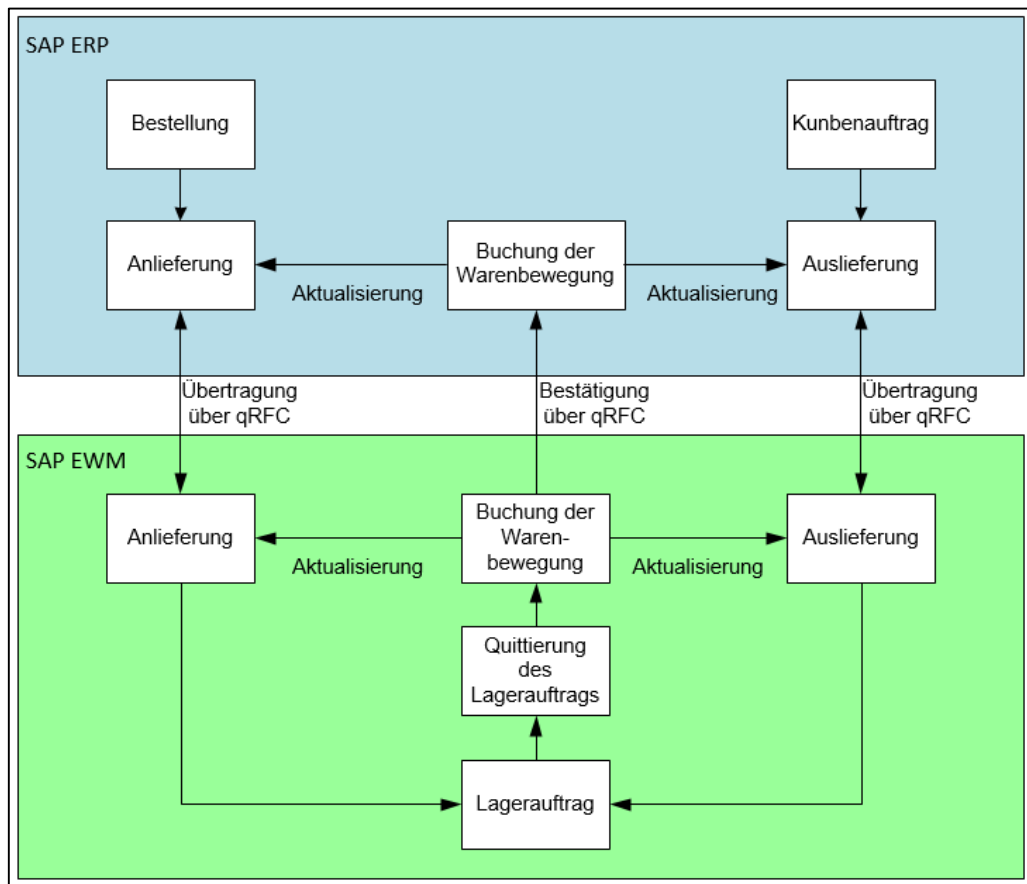 SAP ERP
Bestellung
Kunbenauftrag
Anlieferung
Buchung der
Warenbewegung
Auslieferung
Aktualisierung
Aktualisierung
Übertragung
über qRFC
Bestätigung
über qRFC
Übertragung
über qRFC
SAP EWM
Anlieferung
Buchung der
Waren-
bewegung
Auslieferung
Aktualisierung
Aktualisierung
Quittierung
des
Lagerauftrags
Lagerauftrag